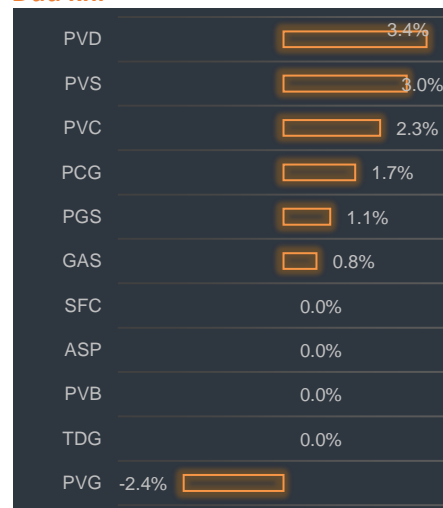 PVD 3.4%
PVS 3.0%
PVC 2.3%
PCG 1.7%
PGS 1.1%
GAS 0.8%
SFC 0.0%
ASP 0.0%
PVB 0.0%
TDG 0.0%
PVG -2.4%